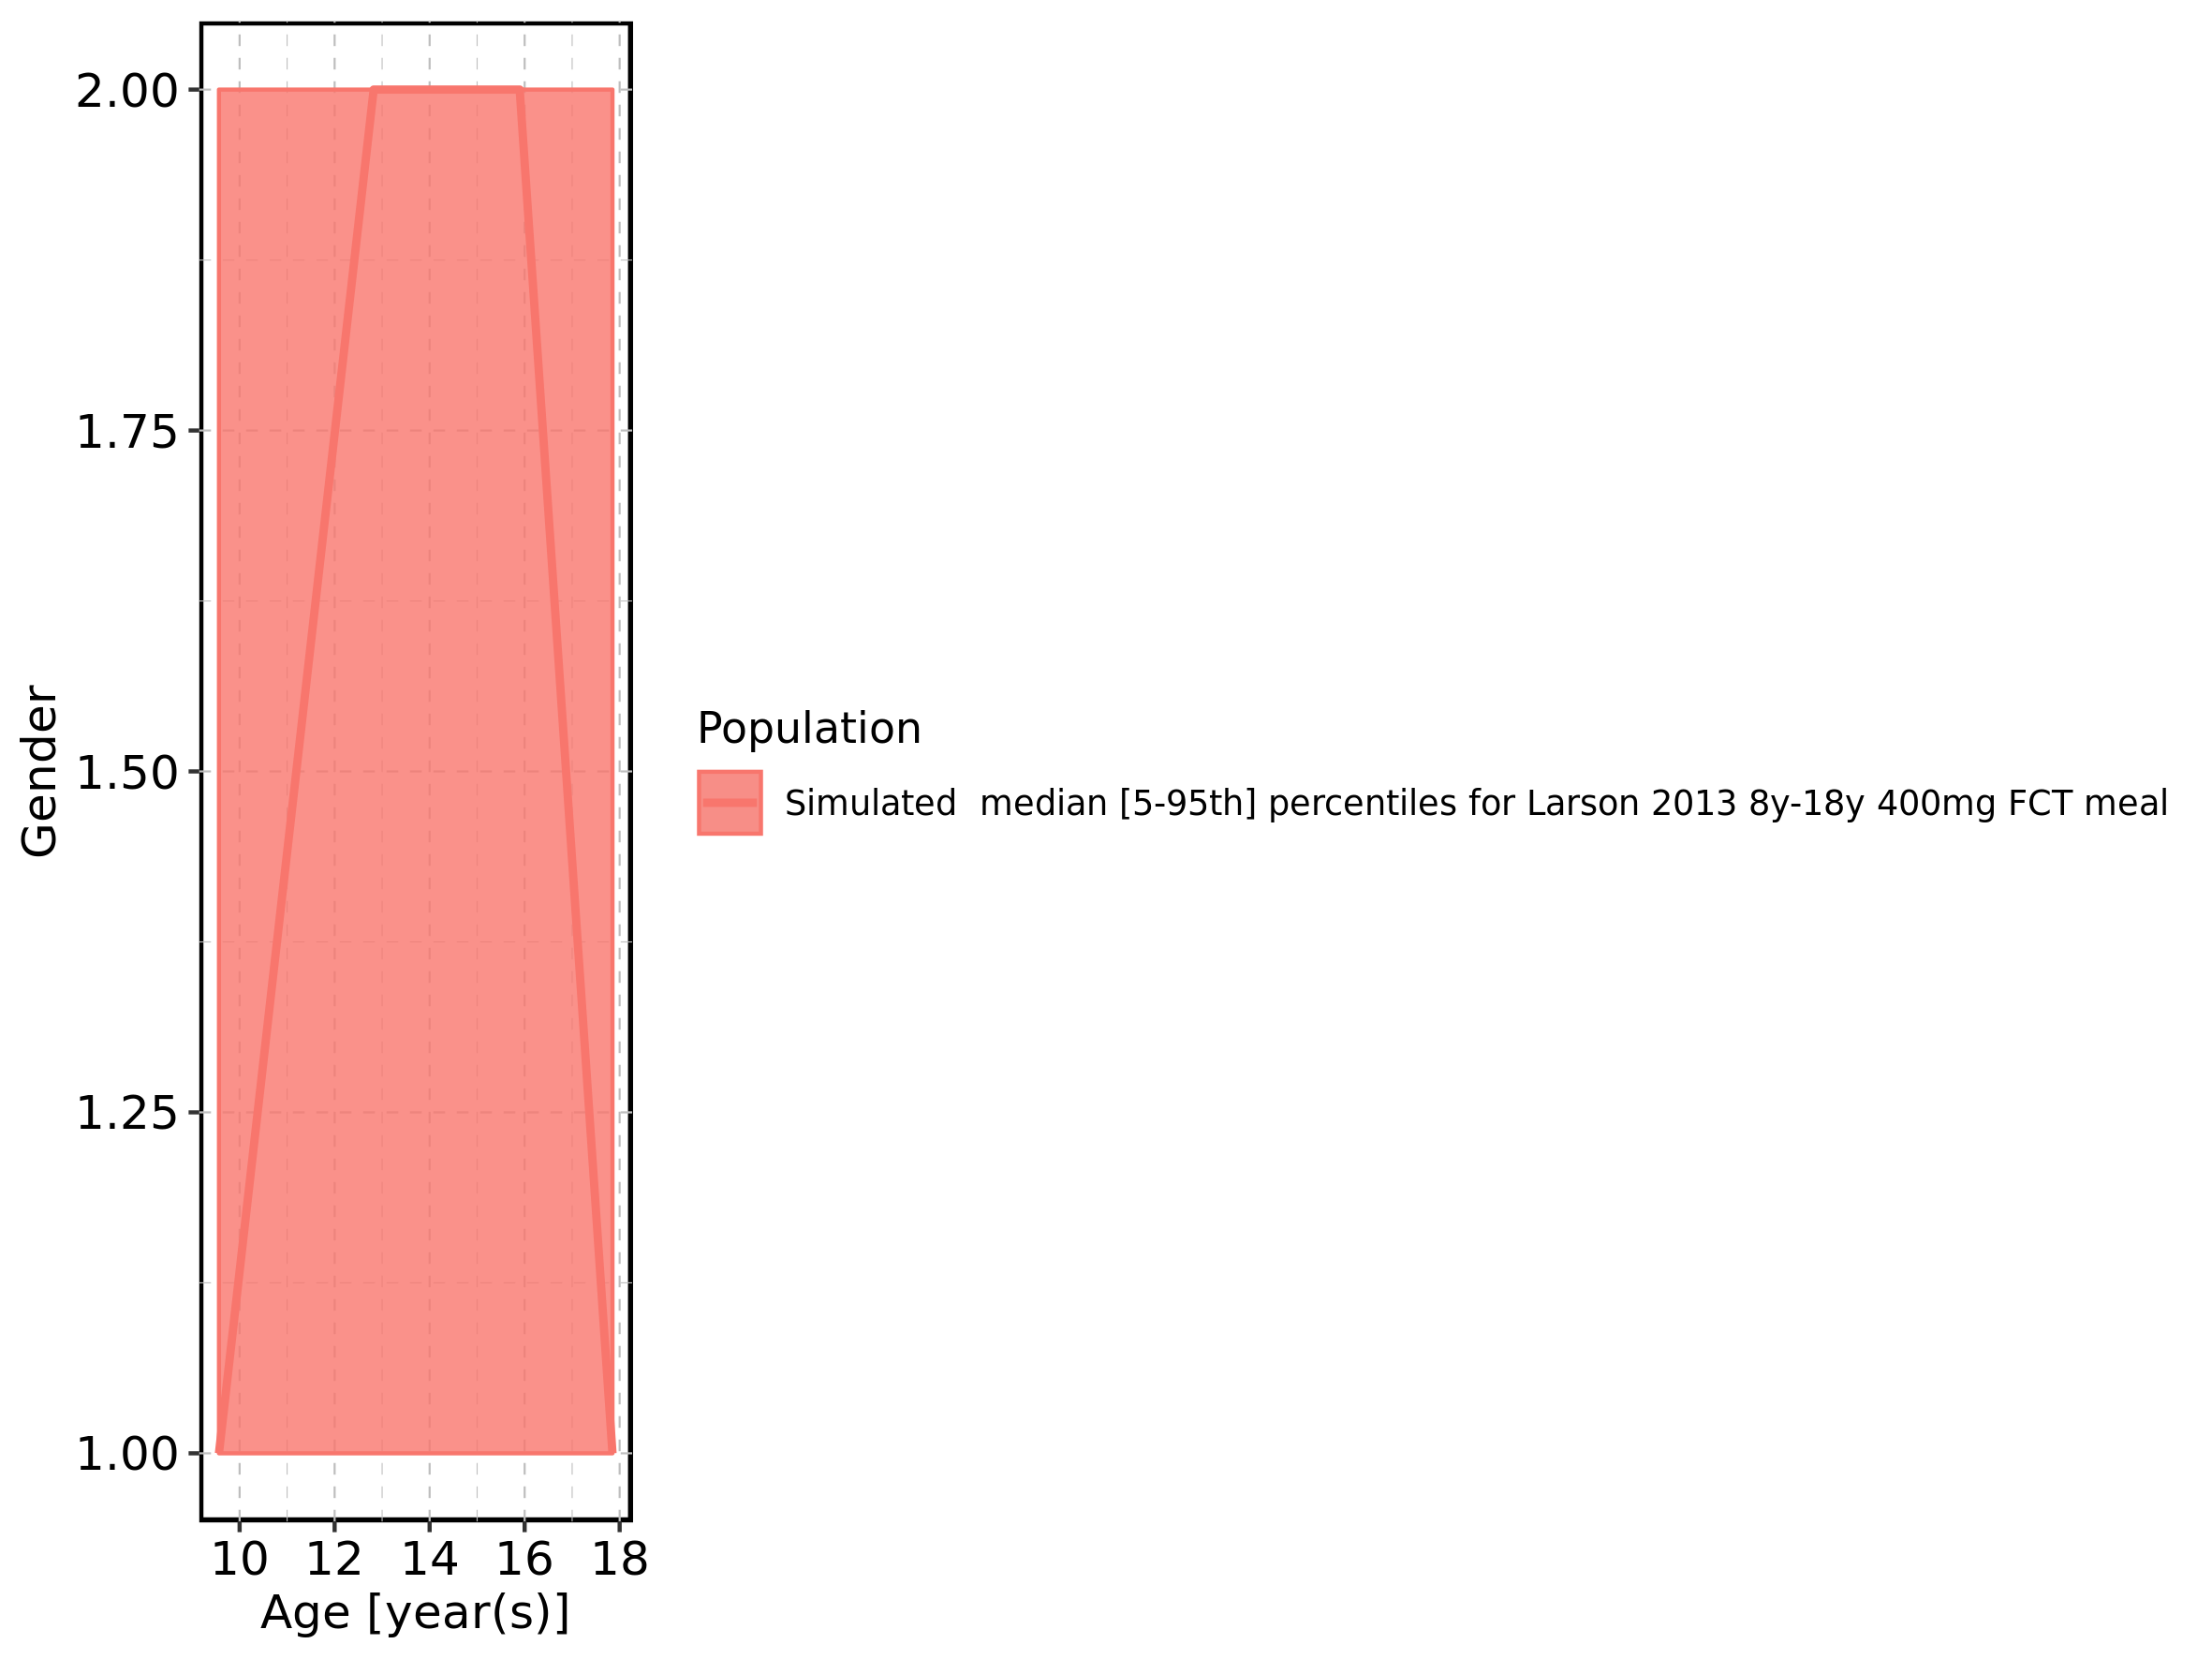 2.00
1.75
1.50
1.25
1.00
Gender
10 12 14 16 18
Age [year(s)]
Population
Simulated  median [5-95th] percentiles for Larson 2013 8y-18y 400mg FCT meal